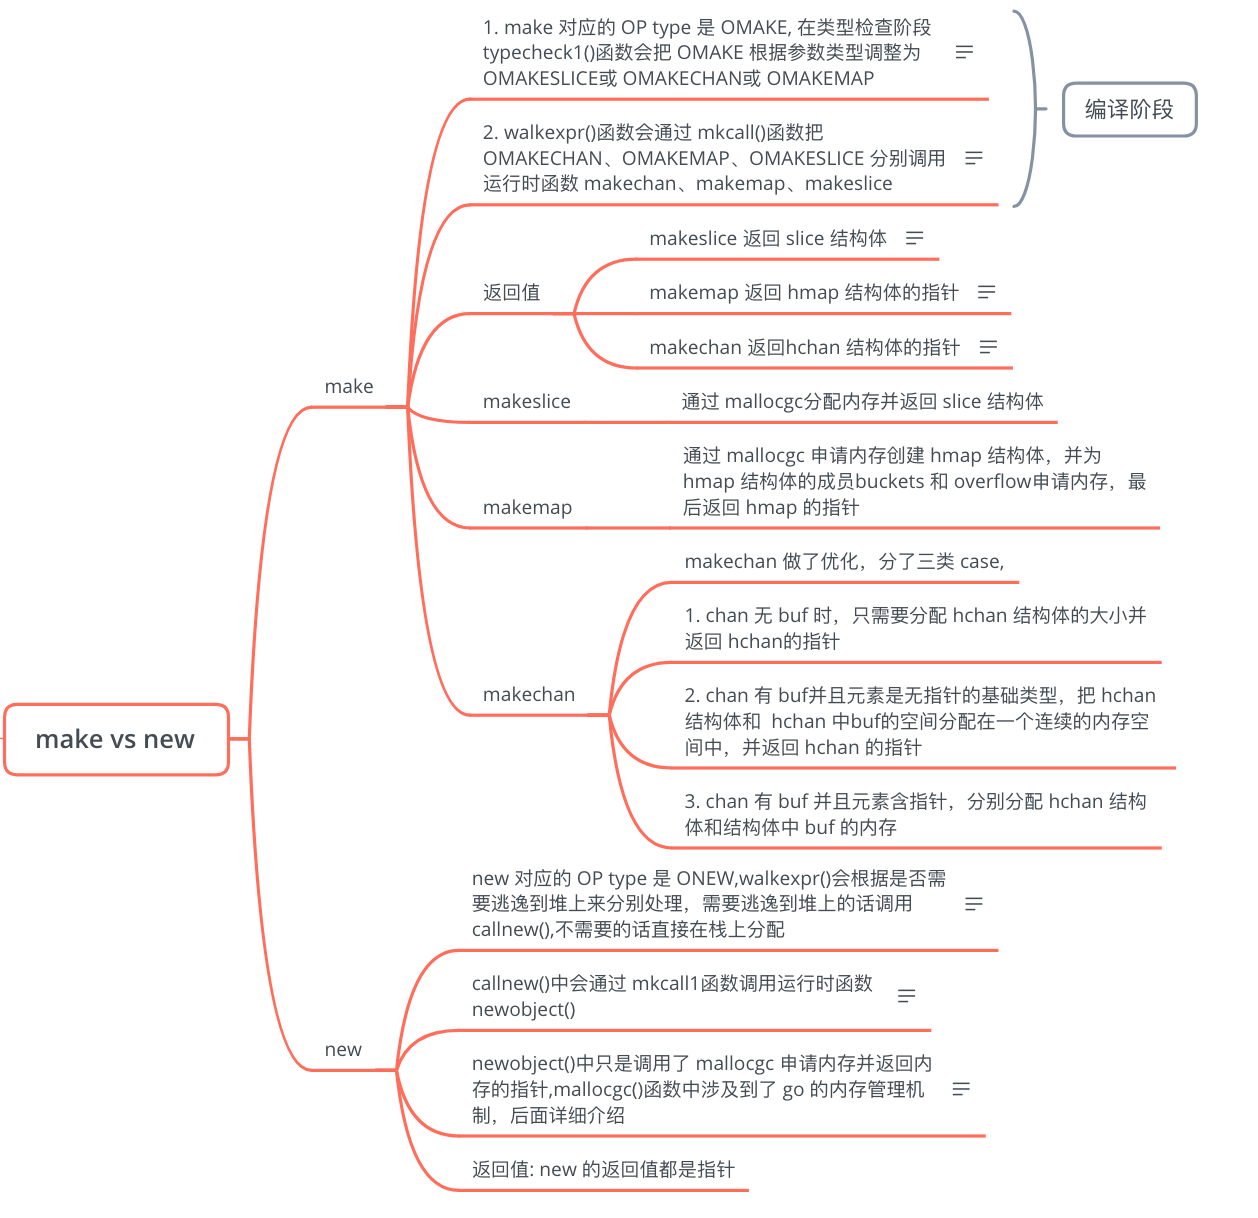 1. make 对应的 OP type 是 OMAKE, 在类型检查阶段
typecheck1()函数会把 OMAKE 根据参数类型调整为
OMAKESLICE或 OMAKECHAN或 OMAKEMAP
编译阶段
2. walkexpr()函数会通过 mkcall()函数把
OMAKECHAN、OMAKEMAP、OMAKESLICE 分别调用
运行时函数 makechan、makemap、makeslice
makeslice 返回 slice 结构体
返回值
makemap 返回 hmap 结构体的指针
makechan 返回hchan 结构体的指针
make
makeslice
通过 mallocgc分配内存并返回 slice 结构体
通过 mallocgc 申请内存创建 hmap 结构体，并为
hmap 结构体的成员buckets 和 overflow申请内存，最
后返回 hmap 的指针
makemap
makechan 做了优化，分了三类 case,
1. chan 无 buf 时，只需要分配 hchan 结构体的大小并
返回 hchan的指针
makechan
2. chan 有 buf并且元素是无指针的基础类型，把 hchan
结构体和 hchan 中buf的空间分配在一个连续的内存空
间中，并返回 hchan 的指针
3. chan 有 buf 并且元素含指针，分别分配 hchan 结构
体和结构体中 buf 的内存
make vs new
new 对应的 OP type 是 ONEW,walkexpr()会根据是否需
要逃逸到堆上来分别处理，需要逃逸到堆上的话调用
callnew(),不需要的话直接在栈上分配
callnew()中会通过 mkcall1函数调用运行时函数
newobject()
new
newobject()中只是调用了 mallocgc 申请内存并返回内
存的指针,mallocgc()函数中涉及到了 go 的内存管理机
制，后面详细介绍
返回值: new 的返回值都是指针